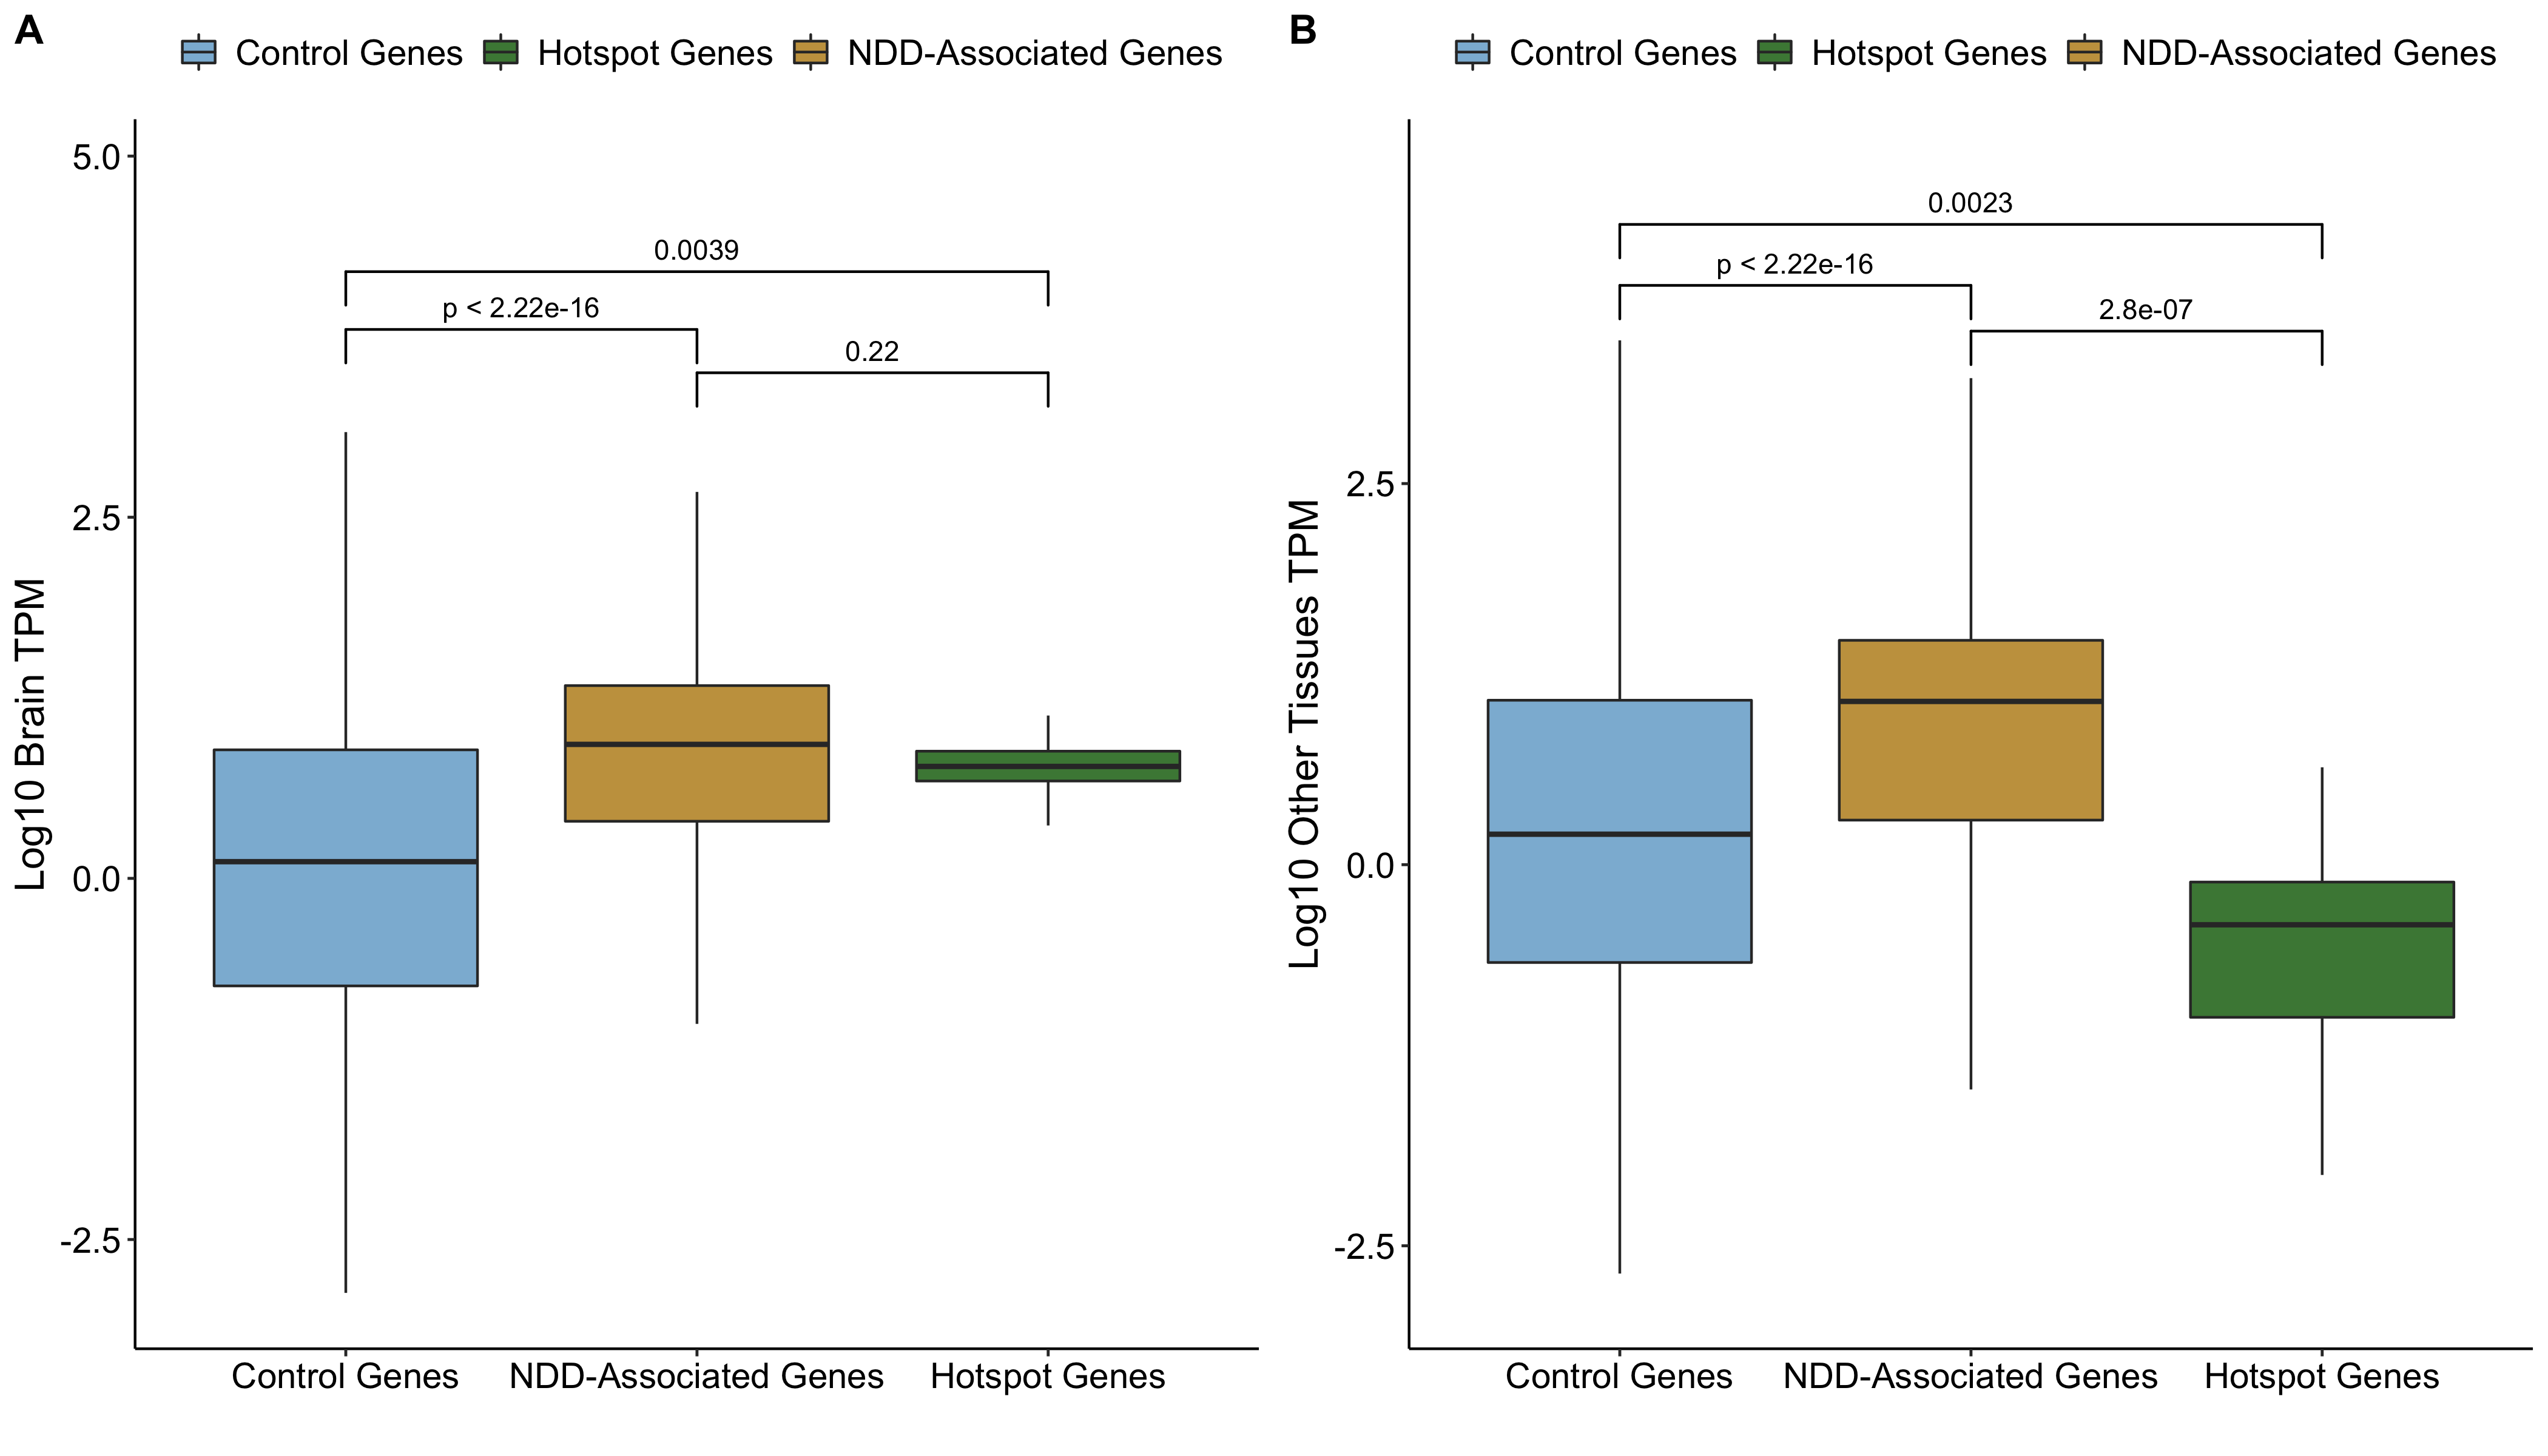 A
Control Genes Hotspot Genes NDD-Associated Genes
5.0
2.5
0.0
-2.5
Log10 Brain TPM
0.0039
p < 2.22e-16
0.22
Control Genes NDD-Associated Genes Hotspot Genes
B
Control Genes Hotspot Genes NDD-Associated Genes
2.5
0.0
-2.5
Log10 Other Tissues TPM
0.0023
p < 2.22e-16
2.8e-07
Control Genes NDD-Associated Genes Hotspot Genes